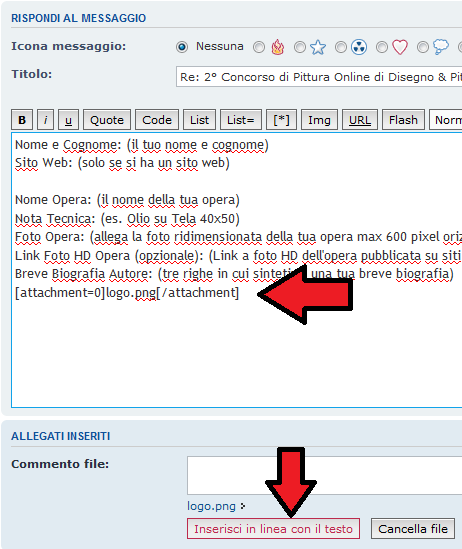 RISPONDI AL MESSAGGIO
Icona messaggio: Nessuna
Titolo: Re: 2° Concorso di Pittura Online di Disegno & Pit
B i u Quote Code List List= [*] Img URL Flash Norm
Nome e Cognome: (il tuo nome e cognome)
Sito Web: (solo se si ha un sito web)
Nome Opera: (il nome della tua opera)
Nota Tecnica: (es. Olio su Tela 40x50)
Foto Opera: (allega la foto ridimensionata della tua opera max 600 pixel oriz
Link Foto HD Opera (opzionale): (Link a foto HD dell'opera pubblicata su siti
Breve Biografia Autore: (tre righe in cui una tua breve biografia)
[attachment=0]logo.png[/attachment]
ALLEGATI INSERITI
Commento file:
logo.png
Inserisci in linea con il testo Cancella file